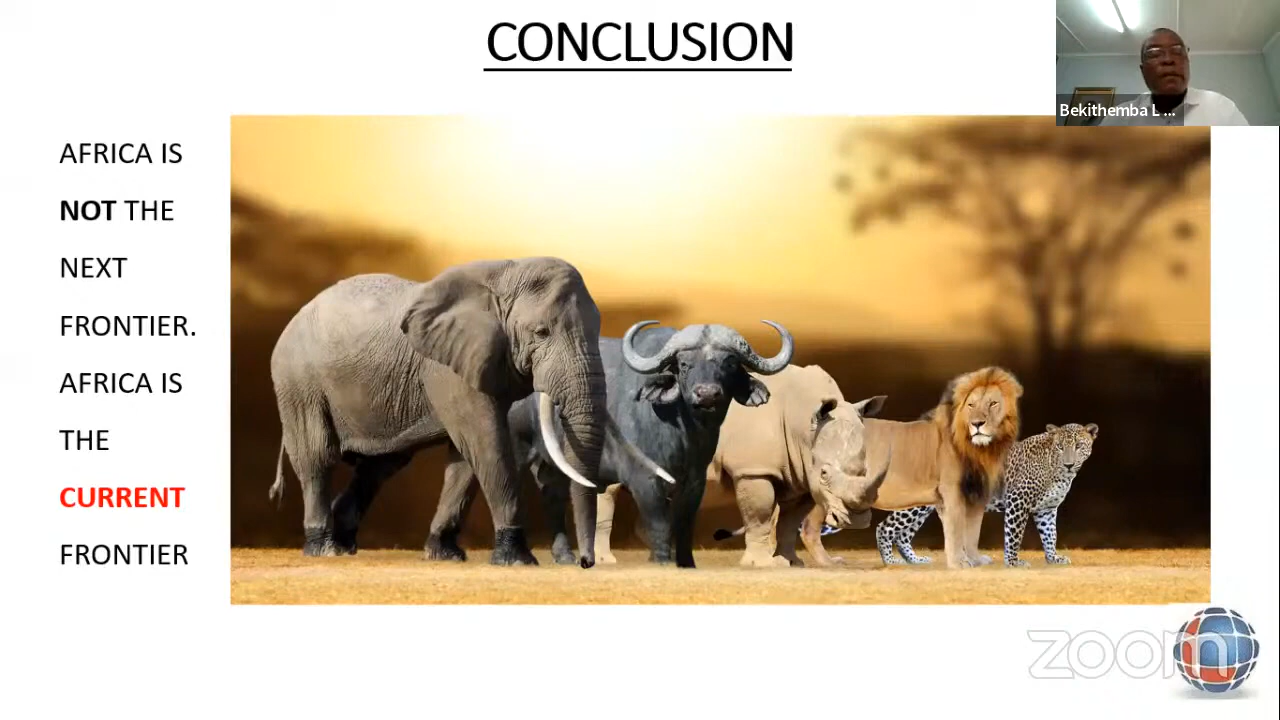 CONCLUSION
Bekithemba L ...
AFRICA IS
NOT THE
NEXT
FRONTIER.
AFRICA IS
THE
CURRENT
FRONTIER
zoom